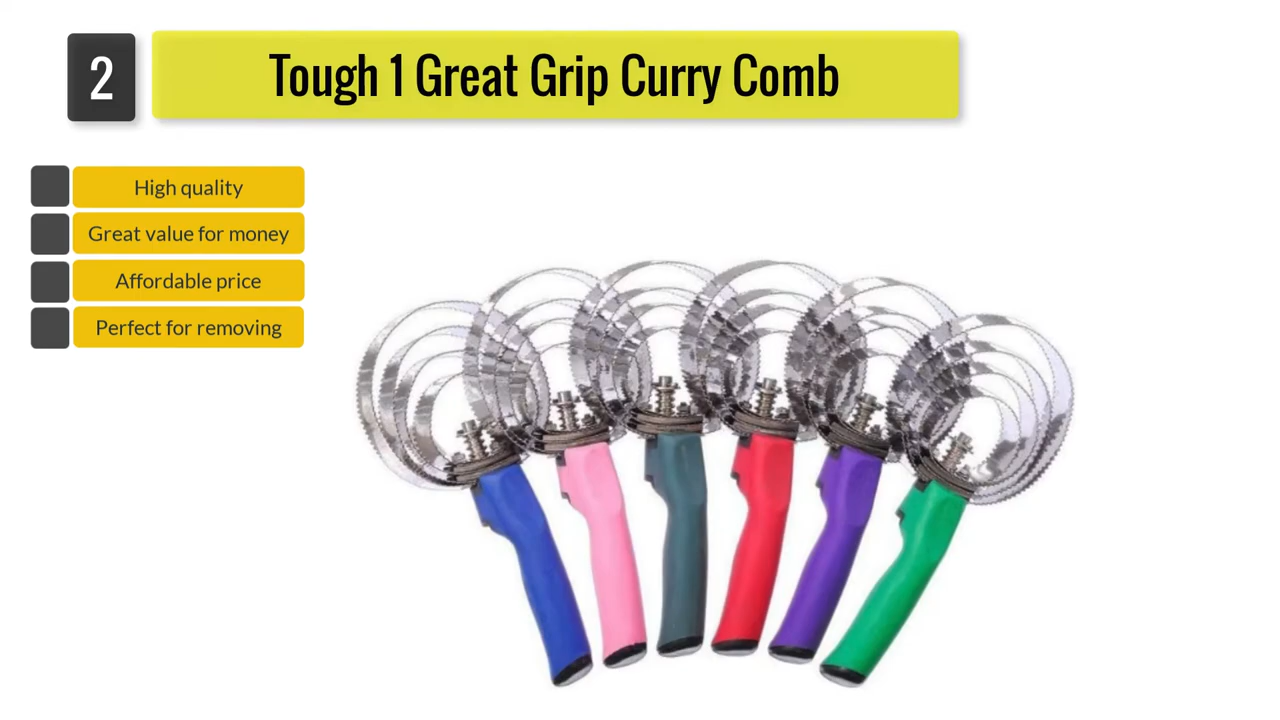 2
Tough 1 Great Grip Curry Comb
High quality
Great value for money
Affordable price
Perfect for removing